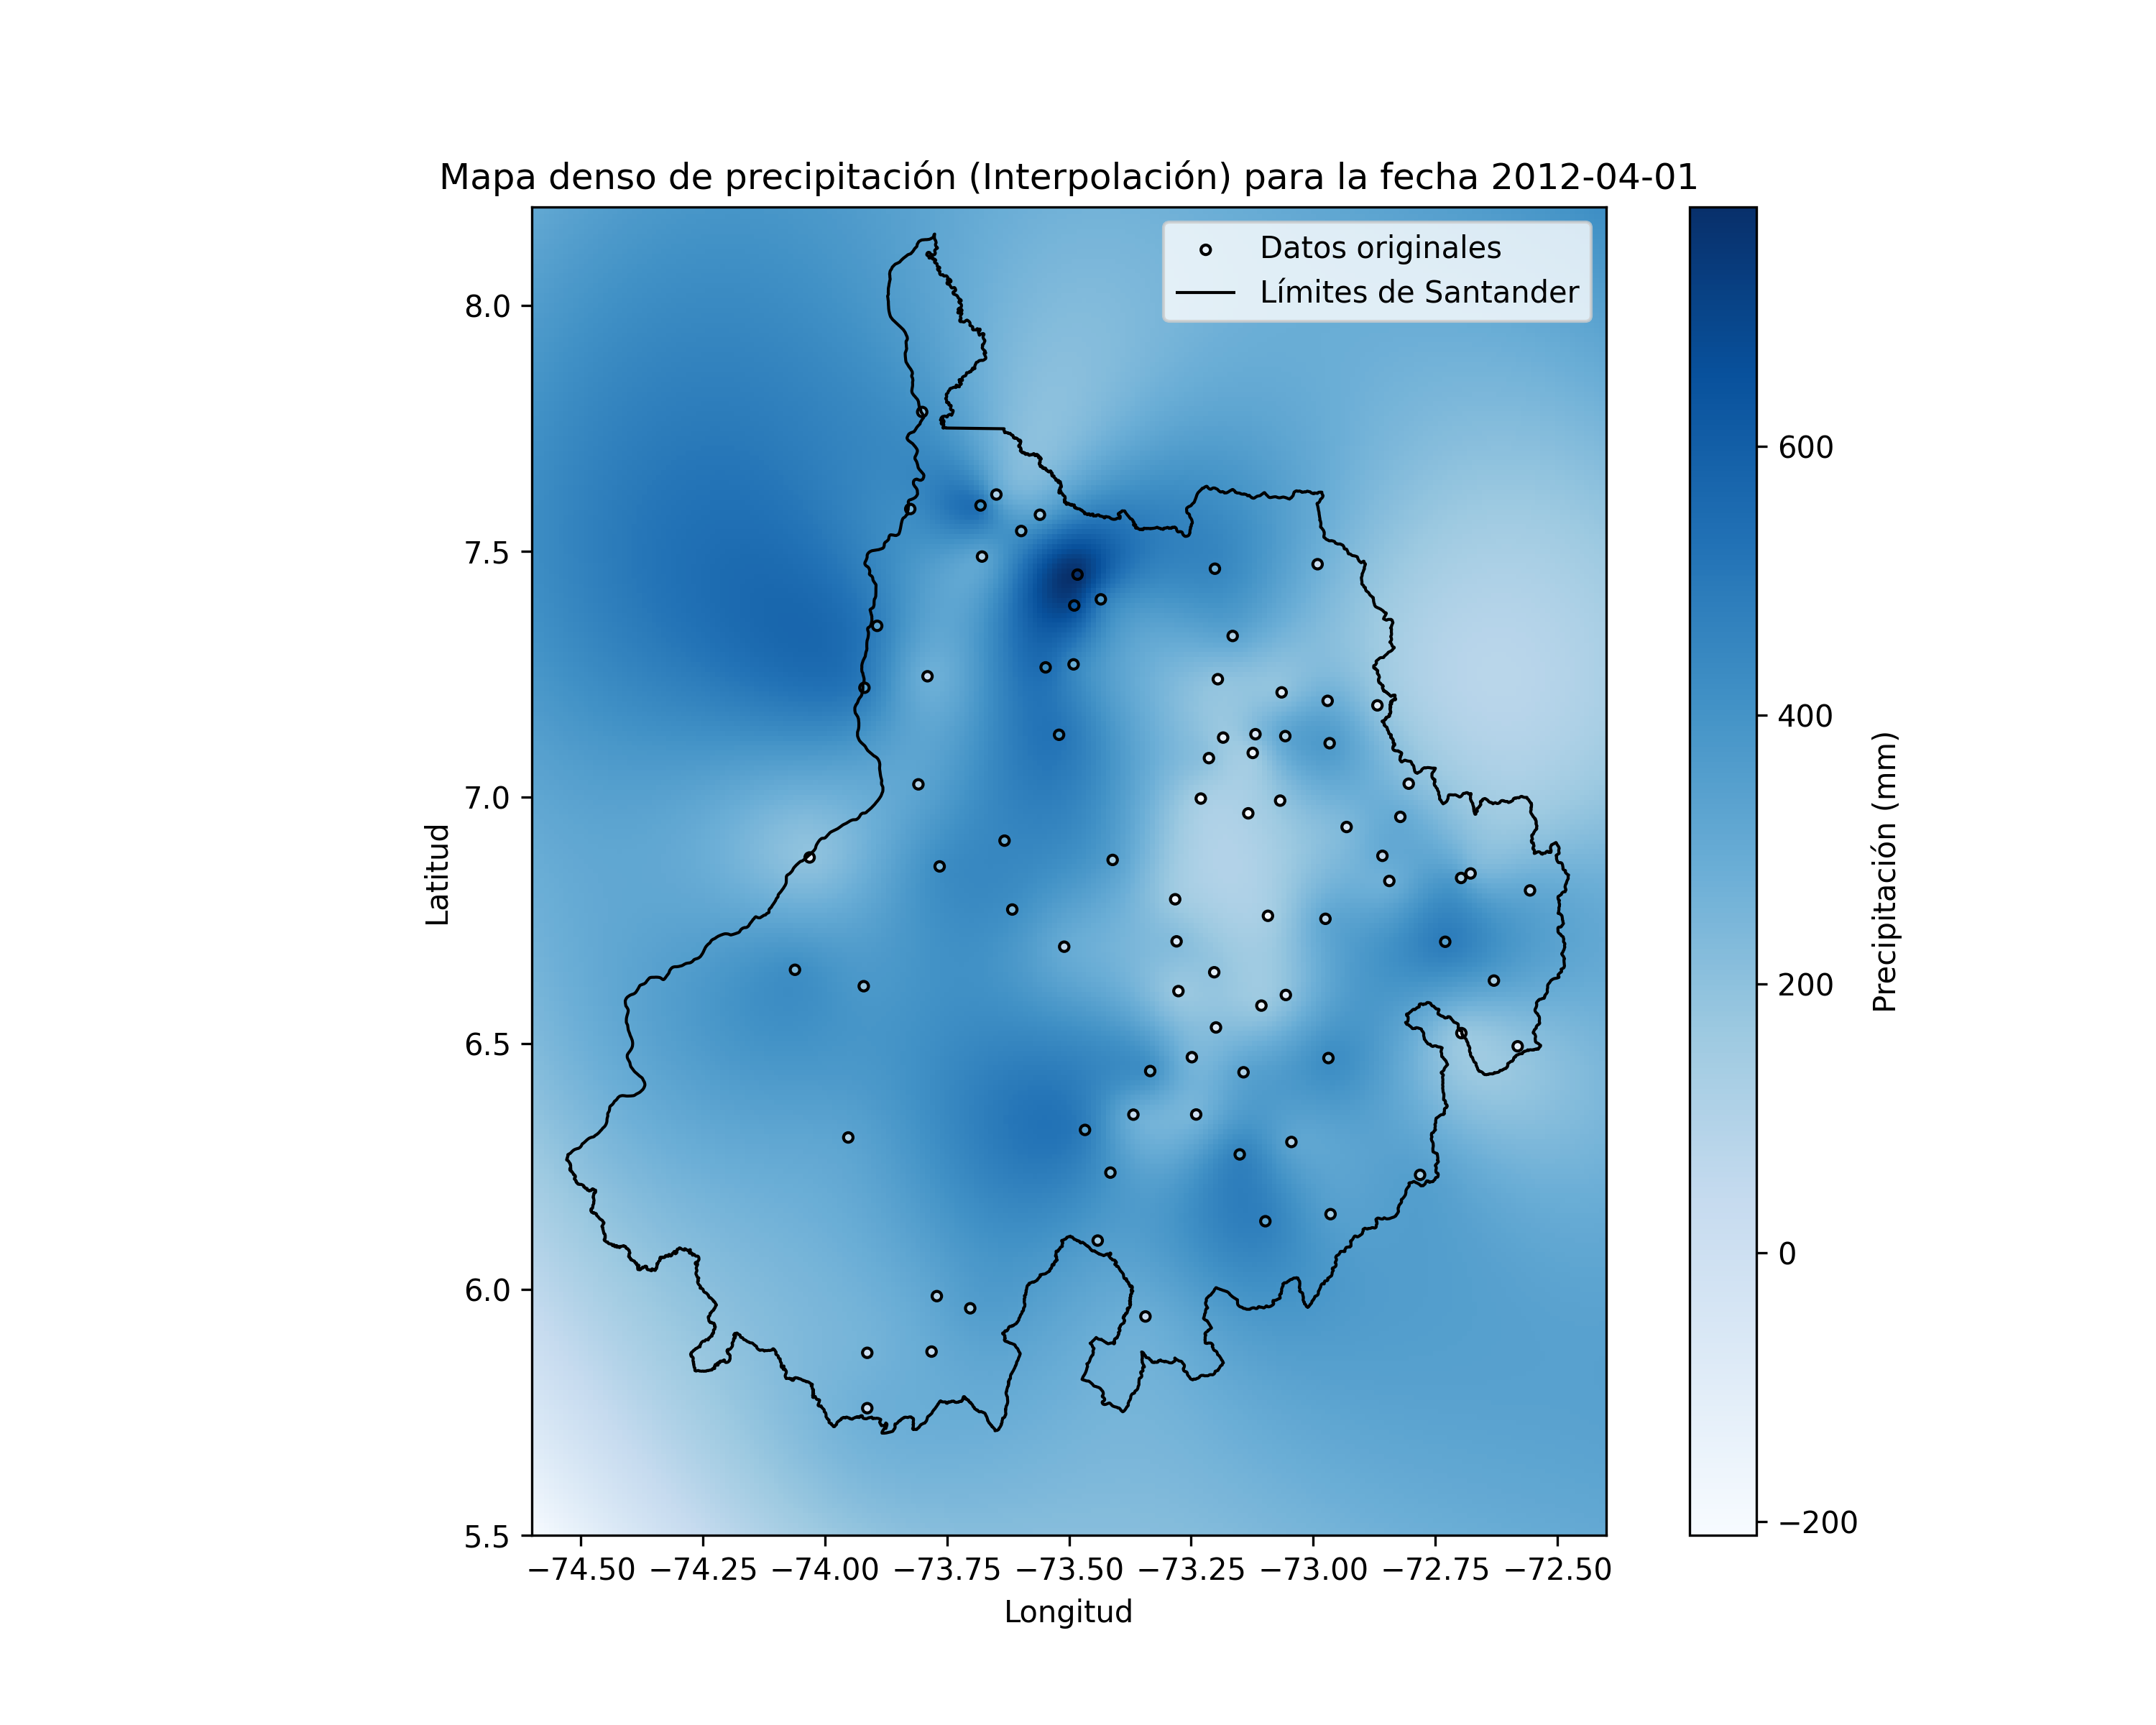 Mapa denso de precipitación (Interpolación) para la fecha 2012-04-01
Datos originales
Límites de Santander
8.0
7.5
7.0
6.5
6.0
5.5
Latitud
−74.50 −74.25 −74.00 −73.75 −73.50 −73.25 −73.00 −72.75 −72.50
Longitud
600
400
200
0
−200
Precipitación (mm)